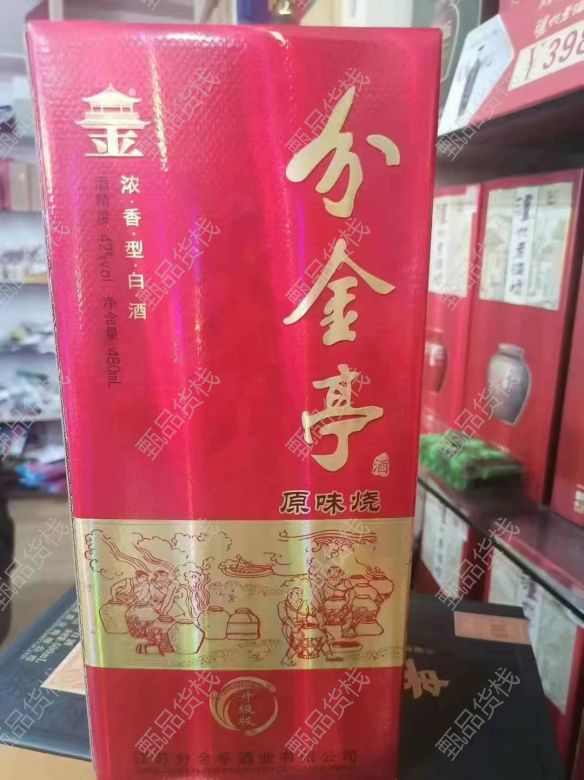 金
浓·香·型·白·酒
酒精度 42%vol 净含量 480mL
分金亭
酒
原味烧
升级版
江苏分金亭酒业有限公司
¥398
甄品货栈